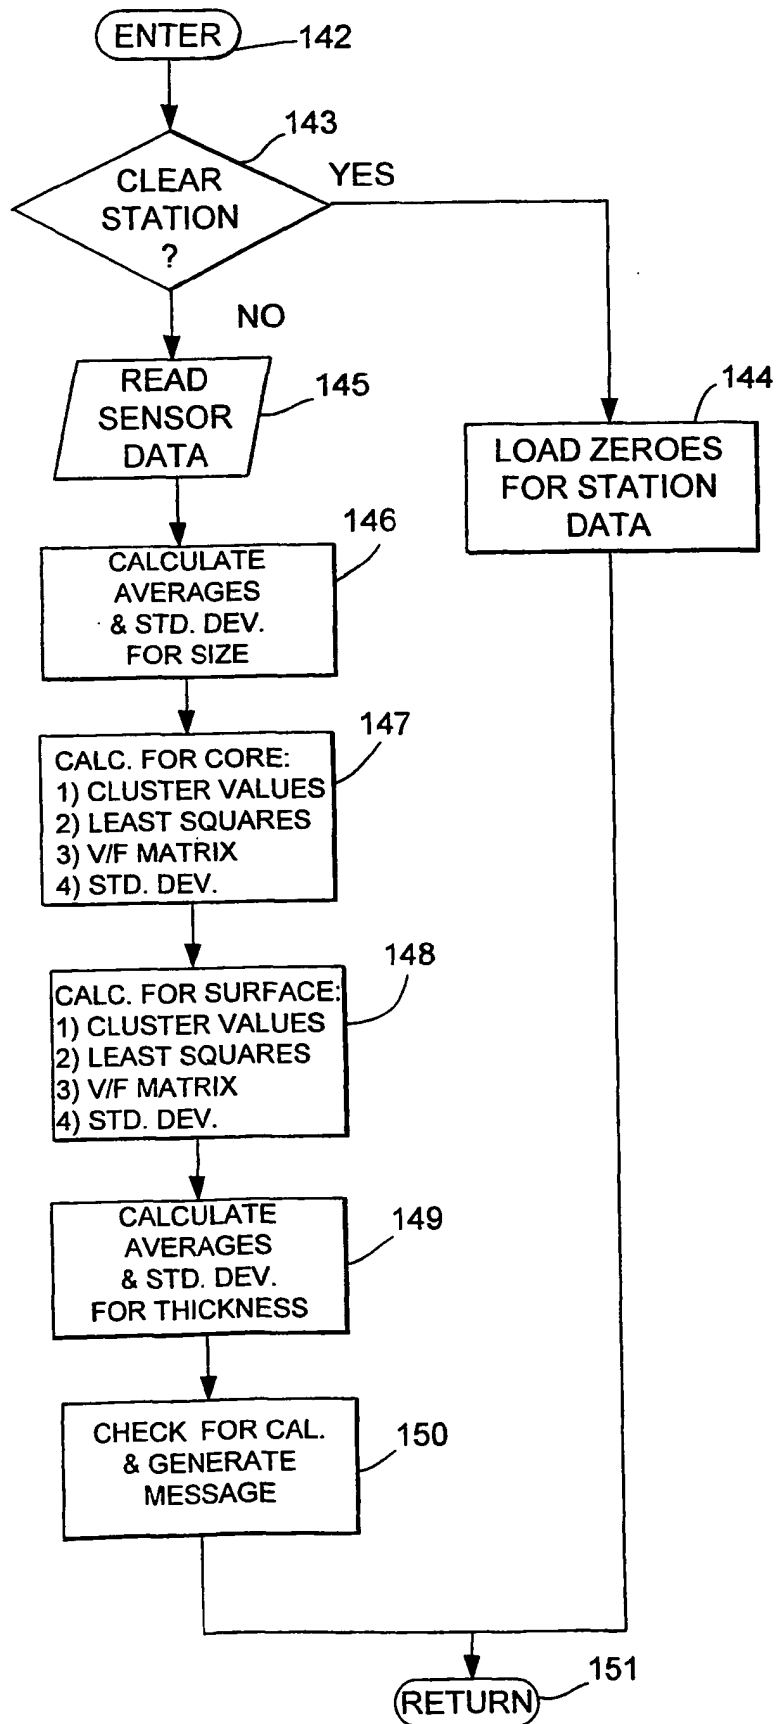 ENTER
142
143
CLEAR
STATION
?
YES
NO
READ
SENSOR
DATA
145
144
LOAD ZEROES
FOR STATION
DATA
146
CALCULATE
AVERAGES
& STD. DEV.
FOR SIZE
147
CALC. FOR CORE:
1) CLUSTER VALUES
2) LEAST SQUARES
3) V/F MATRIX
4) STD. DEV.
148
CALC. FOR SURFACE:
1) CLUSTER VALUES
2) LEAST SQUARES
3) V/F MATRIX
4) STD. DEV.
149
CALCULATE
AVERAGES
& STD. DEV.
FOR THICKNESS
150
CHECK FOR CAL.
& GENERATE
MESSAGE
151
RETURN